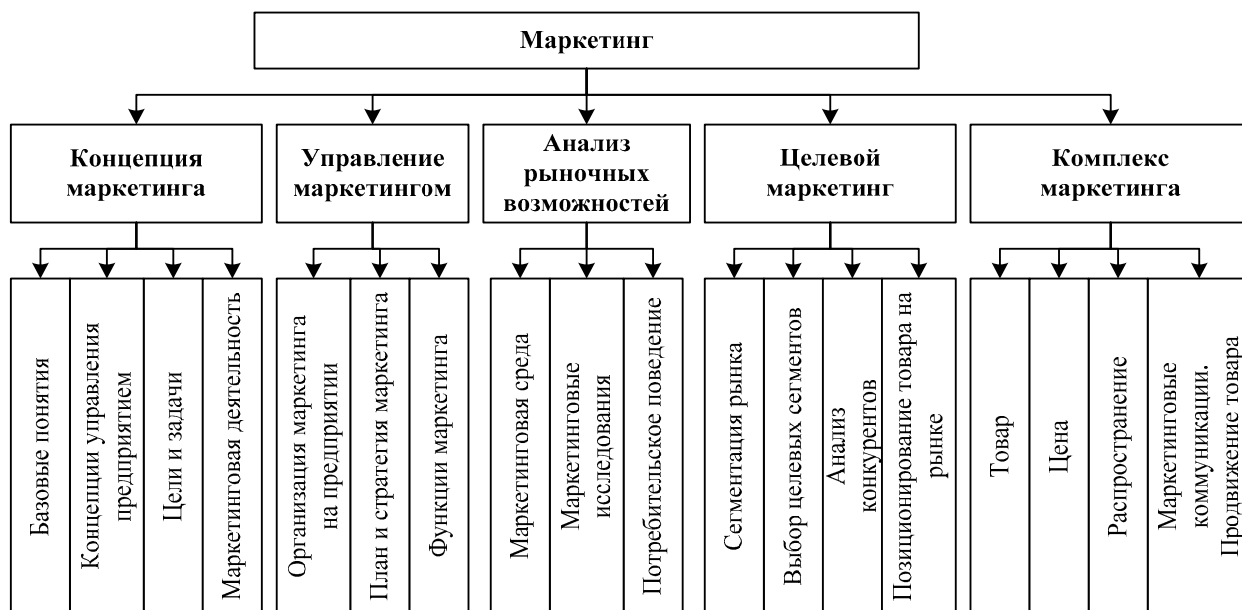 Маркетинг
Концепция
маркетинга
Управление
маркетингом
Анализ
рыночных
возможностей
Целевой
маркетинг
Комплекс
маркетинга
Базовые понятия
Концепции управления
предприятием
Цели и задачи
Маркетинговая деятельность
Организация маркетинга
на предприятии
План и стратегия маркетинга
Функции маркетинга
Маркетинговая среда
Маркетинговые
исследования
Потребительское поведение
Сегментация рынка
Выбор целевых сегментов
Анализ
конкурентов
Позиционирование товара на
рынке
Товар
Цена
Распространение
Маркетинговые
коммуникации.
Продвижение товара